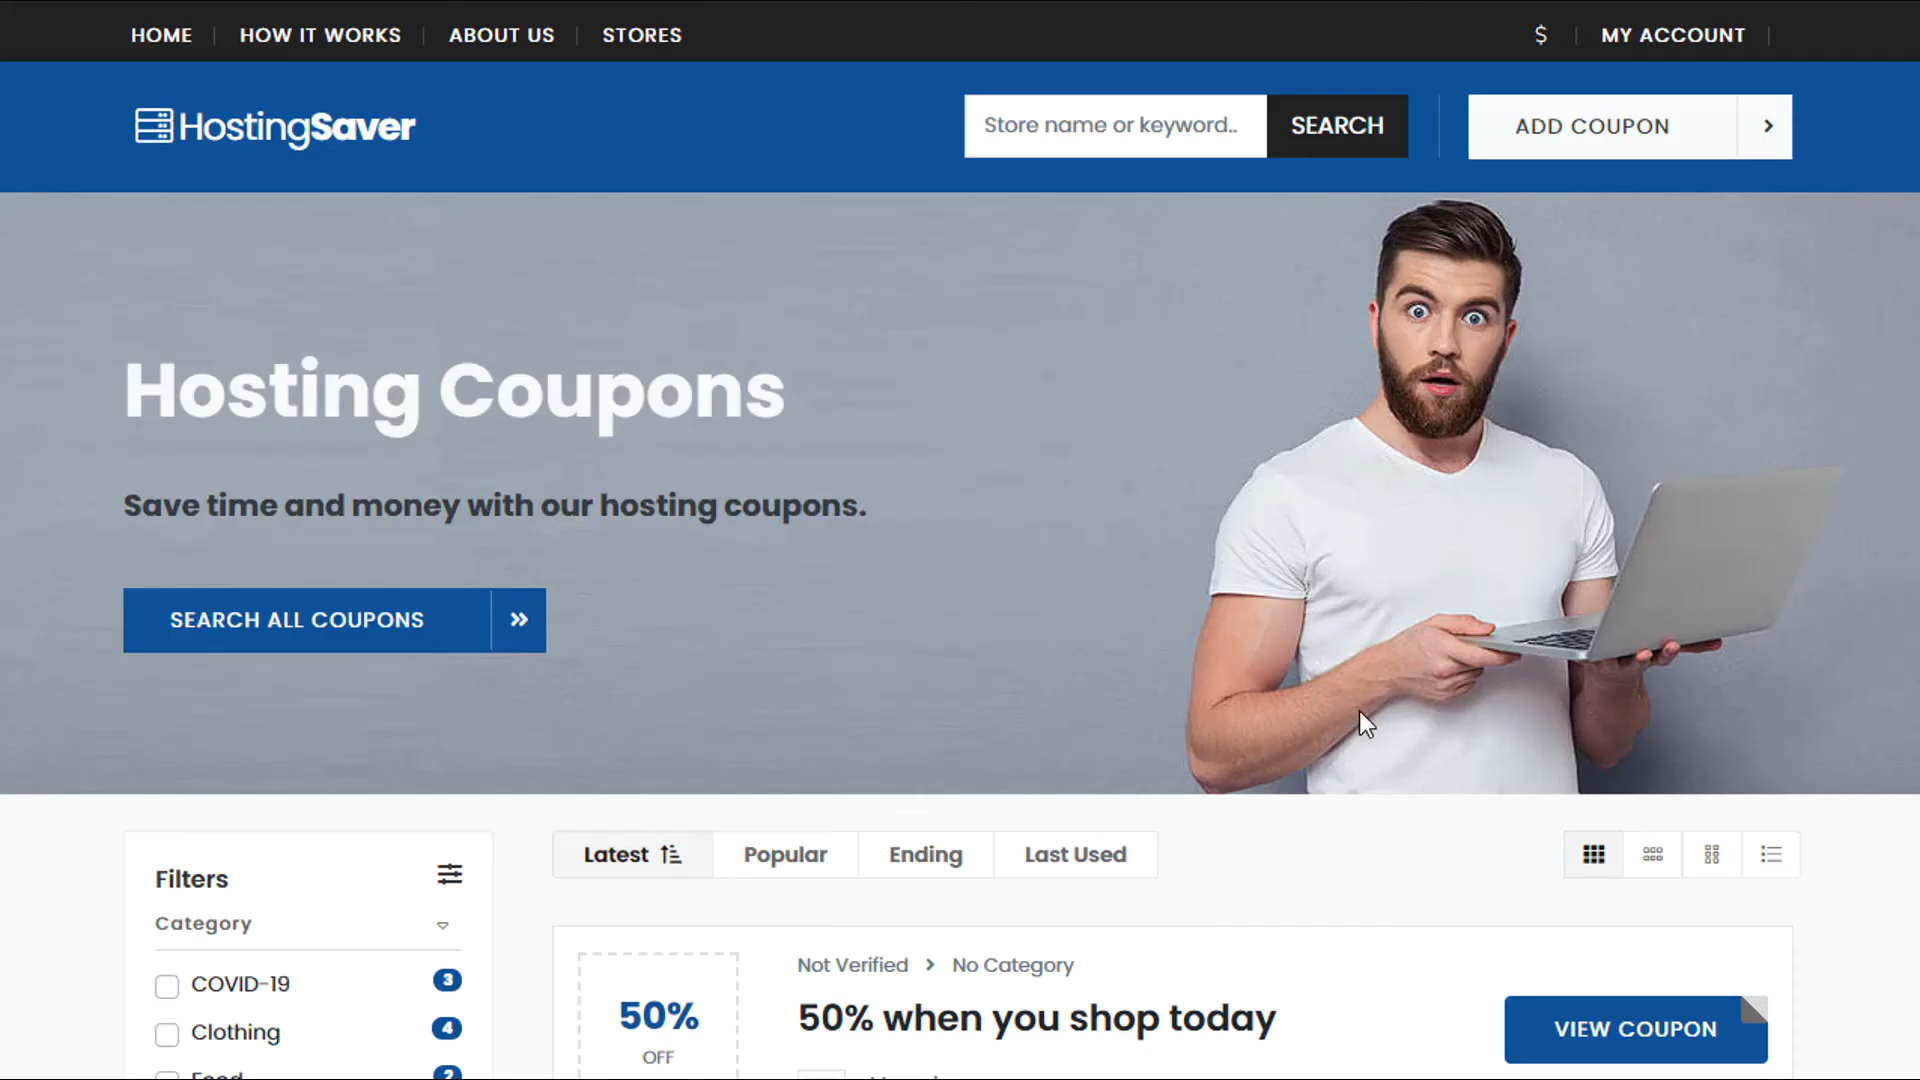 HOME HOW IT WORKS ABOUT US STORES $ MY ACCOUNT
HostingSaver Store name or keyword.. SEARCH ADD COUPON
Hosting Coupons
Save time and money with our hosting coupons.
SEARCH ALL COUPONS
Latest Popular Ending Last Used
Filters
Category
COVID-19 3
Clothing 4
Food 2
Not Verified > No Category
50% when you shop today
50%
OFF
VIEW COUPON